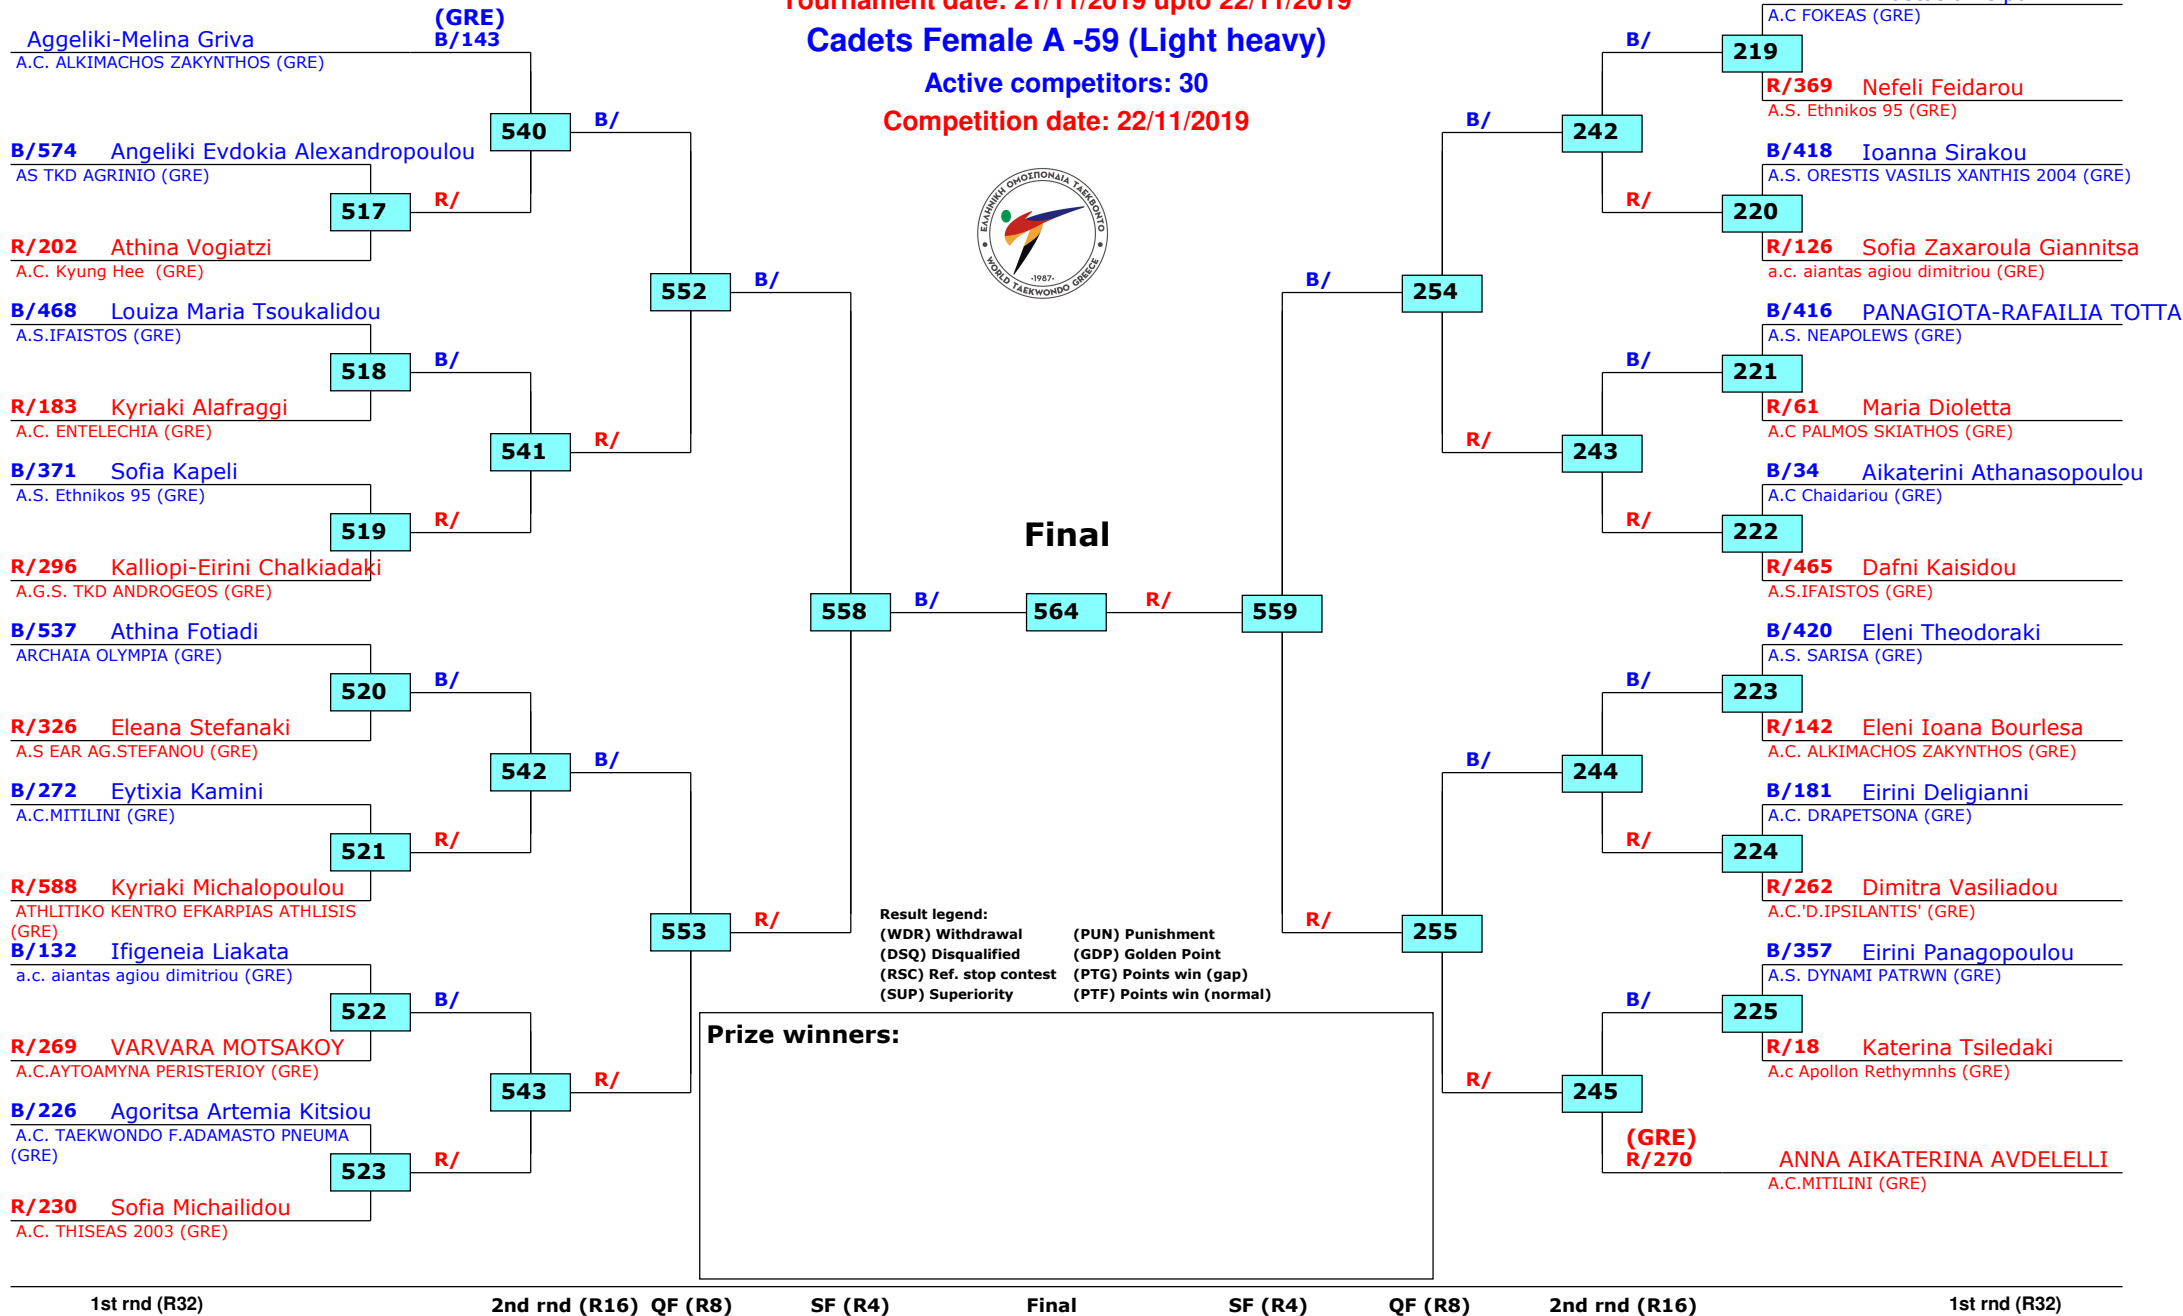 Tournament date: 21/11/2019 upto 22/11/2019
Cadets Female A -59 (Light heavy)
Active competitors: 30
Competition date: 22/11/2019
ΕΛΛΗΝΙΚΗ ΟΜΟΣΠΟΝΔΙΑ ΤΑΕΚΒΟΝΤΟ
·1987·
WORLD TAEKWONDO GREECE
(GRE)
Aggeliki-Melina Griva B/143
A.C. ALKIMACHOS ZAKYNTHOS (GRE)
540 B/
B/574 Angeliki Evdokia Alexandropoulou
AS TKD AGRINIO (GRE)
517 R/
R/202 Athina Vogiatzi
A.C. Kyung Hee (GRE)
552 B/
B/468 Louiza Maria Tsoukalidou
A.S.IFAISTOS (GRE)
518 B/
R/183 Kyriaki Alafraggi
A.C. ENTELECHIA (GRE)
541 R/
B/371 Sofia Kapeli
A.S. Ethnikos 95 (GRE)
519 R/
R/296 Kalliopi-Eirini Chalkiadaki
A.G.S. TKD ANDROGEOS (GRE)
558 B/
B/537 Athina Fotiadi
ARCHAIA OLYMPIA (GRE)
520 B/
R/326 Eleana Stefanaki
A.S EAR AG.STEFANOU (GRE)
542 B/
B/272 Eytixia Kamini
A.C.MITILINI (GRE)
521 R/
R/588 Kyriaki Michalopoulou
ATHLITIKO KENTRO EFKARPIAS ATHLISIS
(GRE)
553 R/
B/132 Ifigeneia Liakata
a.c. aiantas agiou dimitriou (GRE)
522 B/
R/269 VARVARA MOTSAKOY
A.C.AYTOAMYNA PERISTERIOY (GRE)
543 R/
B/226 Agoritsa Artemia Kitsiou
A.C. TAEKWONDO F.ADAMASTO PNEUMA
(GRE)
523 R/
R/230 Sofia Michailidou
A.C. THISEAS 2003 (GRE)
Final
564
R/ 559
A.C FOKEAS (GRE)
B/ 219
R/369 Nefeli Feidarou
A.S. Ethnikos 95 (GRE)
B/ 242
B/418 Ioanna Sirakou
A.S. ORESTIS VASILIS XANTHIS 2004 (GRE)
R/ 220
R/126 Sofia Zaxaroula Giannitsa
a.c. aiantas agiou dimitriou (GRE)
B/ 254
B/416 PANAGIOTA-RAFAILIA TOTTA
A.S. NEAPOLEWS (GRE)
B/ 221
R/61 Maria Dioletta
A.C PALMOS SKIATHOS (GRE)
R/ 243
B/34 Aikaterini Athanasopoulou
A.C Chaidariou (GRE)
R/ 222
R/465 Dafni Kaisidou
A.S.IFAISTOS (GRE)
B/420 Eleni Theodoraki
A.S. SARISA (GRE)
B/ 223
R/142 Eleni Ioana Bourlesa
A.C. ALKIMACHOS ZAKYNTHOS (GRE)
B/ 244
B/181 Eirini Deligianni
A.C. DRAPETSONA (GRE)
R/ 224
R/262 Dimitra Vasiliadou
A.C.'D.IPSILANTIS' (GRE)
R/ 255
B/357 Eirini Panagopoulou
A.S. DYNAMI PATRWN (GRE)
B/ 225
R/18 Katerina Tsiledaki
A.c Apollon Rethymnhs (GRE)
R/ 245
(GRE)
R/270 ANNA AIKATERINA AVDELELLI
A.C.MITILINI (GRE)
Result legend:
(WDR) Withdrawal (PUN) Punishment
(DSQ) Disqualified (GDP) Golden Point
(RSC) Ref. stop contest (PTG) Points win (gap)
(SUP) Superiority (PTF) Points win (normal)
Prize winners:
1st rnd (R32) 2nd rnd (R16) QF (R8) SF (R4) Final SF (R4) QF (R8) 2nd rnd (R16) 1st rnd (R32)